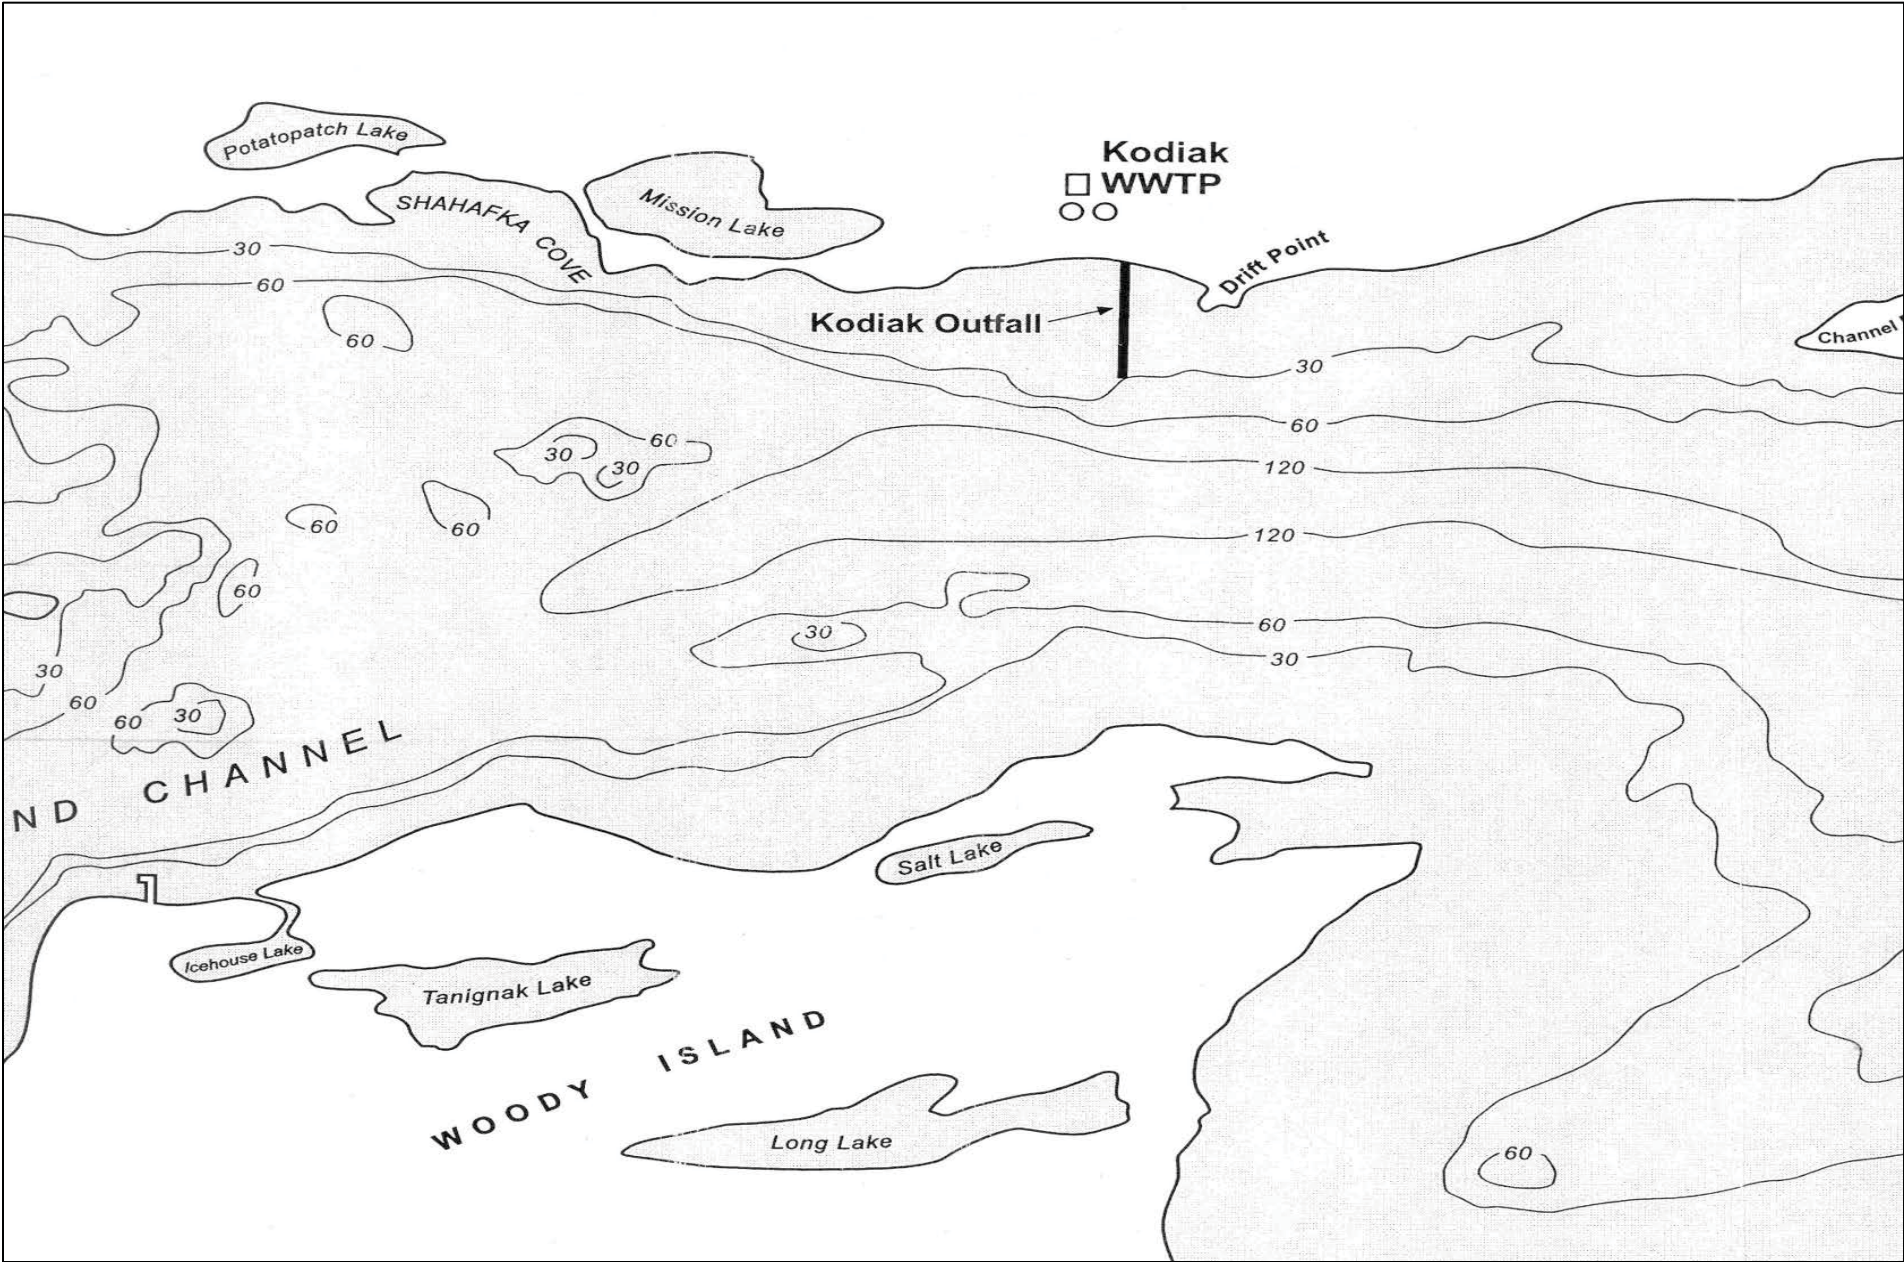 Potatopatch Lake
Kodiak
WWTP
SHAHAFKA COVE
Mission Lake
Drift Point
30
60
Kodiak Outfall
Channel
60
30
60
60
30
30
120
60
60
120
60
60
30
30
60
30
60
60
30
ND CHANNEL
Salt Lake
Icehouse Lake
Tanignak Lake
WOODY ISLAND
Long Lake
60